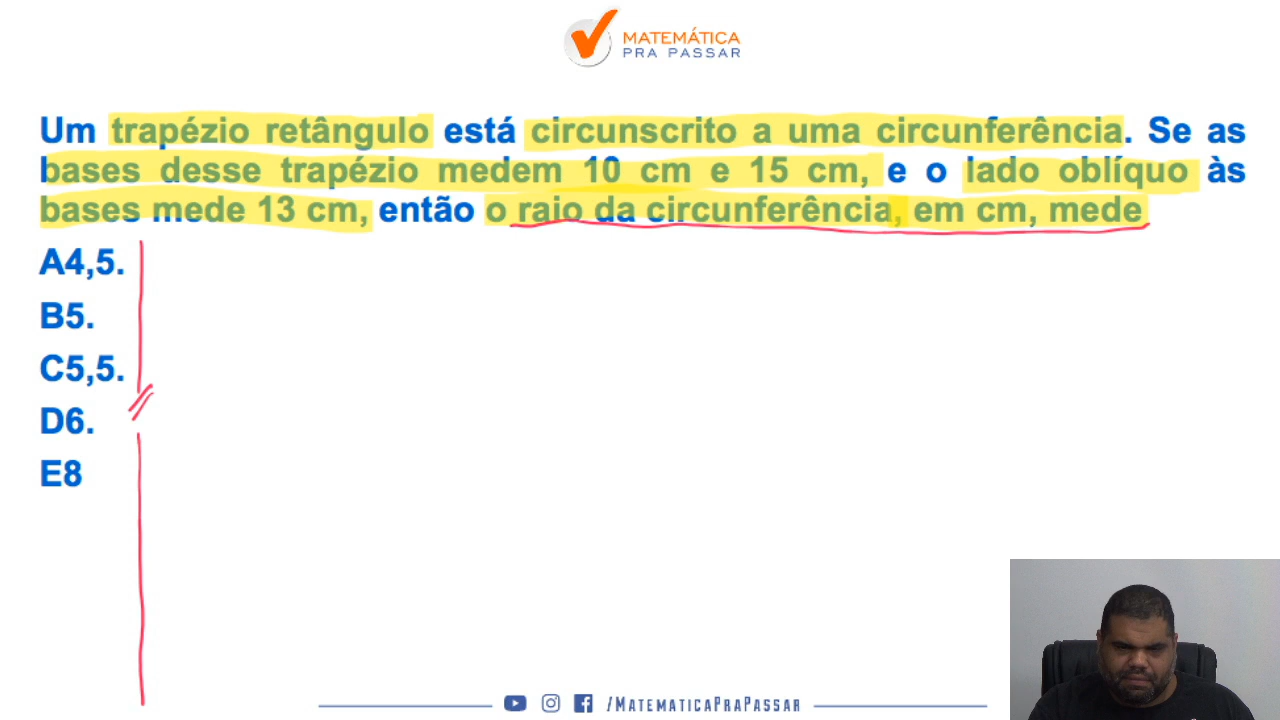 MATEMÁTICA
PRA PASSAR
Um trapézio retângulo está circunscrito a uma circunferência. Se as
bases desse trapézio medem 10 cm e 15 cm, e o lado oblíquo às
bases mede 13 cm, então o raio da circunferência, em cm, mede
A4,5.
B5.
C5,5.
D6.
E8
/MATEMATICAPRAPASSAR